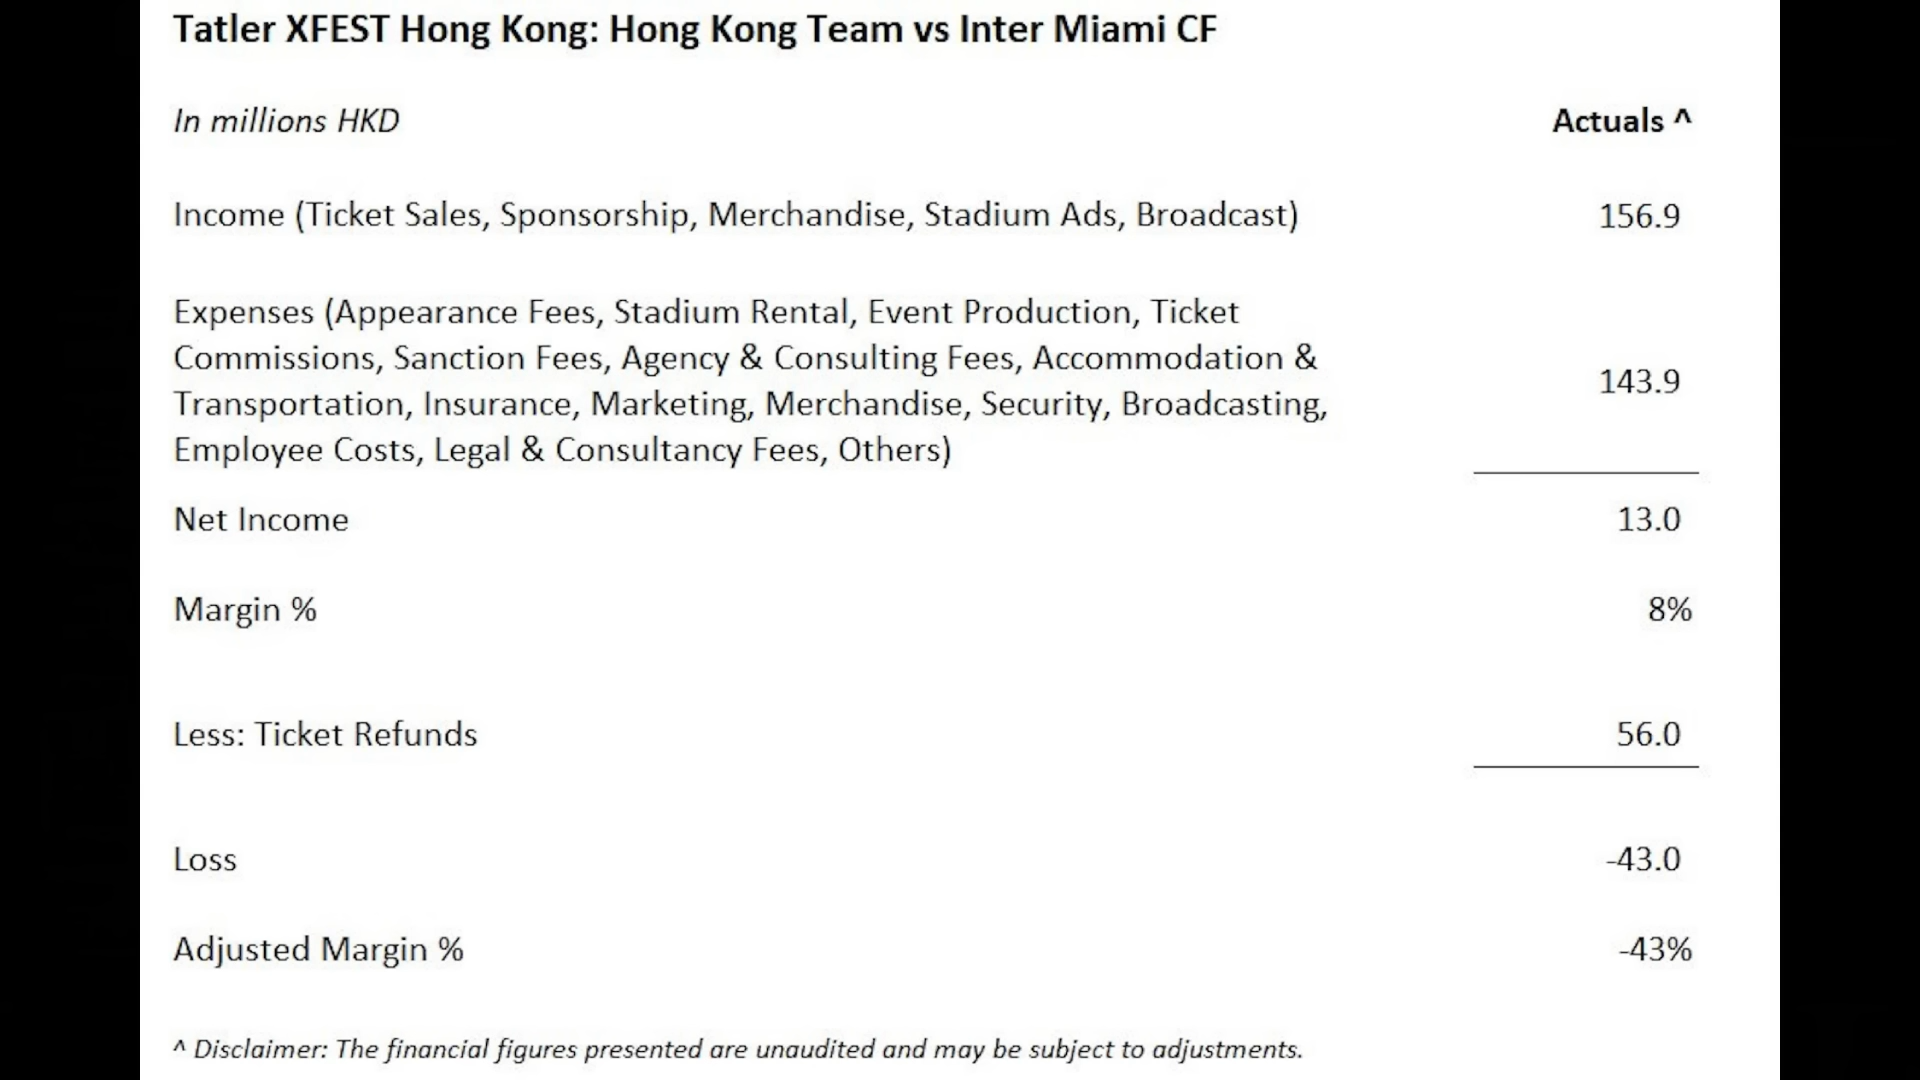 Tatler XFEST Hong Kong: Hong Kong Team vs Inter Miami CF
In millions HKD Actuals ^
Income (Ticket Sales, Sponsorship, Merchandise, Stadium Ads, Broadcast) 156.9
Expenses (Appearance Fees, Stadium Rental, Event Production, Ticket
Commissions, Sanction Fees, Agency & Consulting Fees, Accommodation &
Transportation, Insurance, Marketing, Merchandise, Security, Broadcasting,
Employee Costs, Legal & Consultancy Fees, Others)
143.9
Net Income 13.0
Margin % 8%
Less: Ticket Refunds 56.0
Loss -43.0
Adjusted Margin % -43%
^ Disclaimer: The financial figures presented are unaudited and may be subject to adjustments.